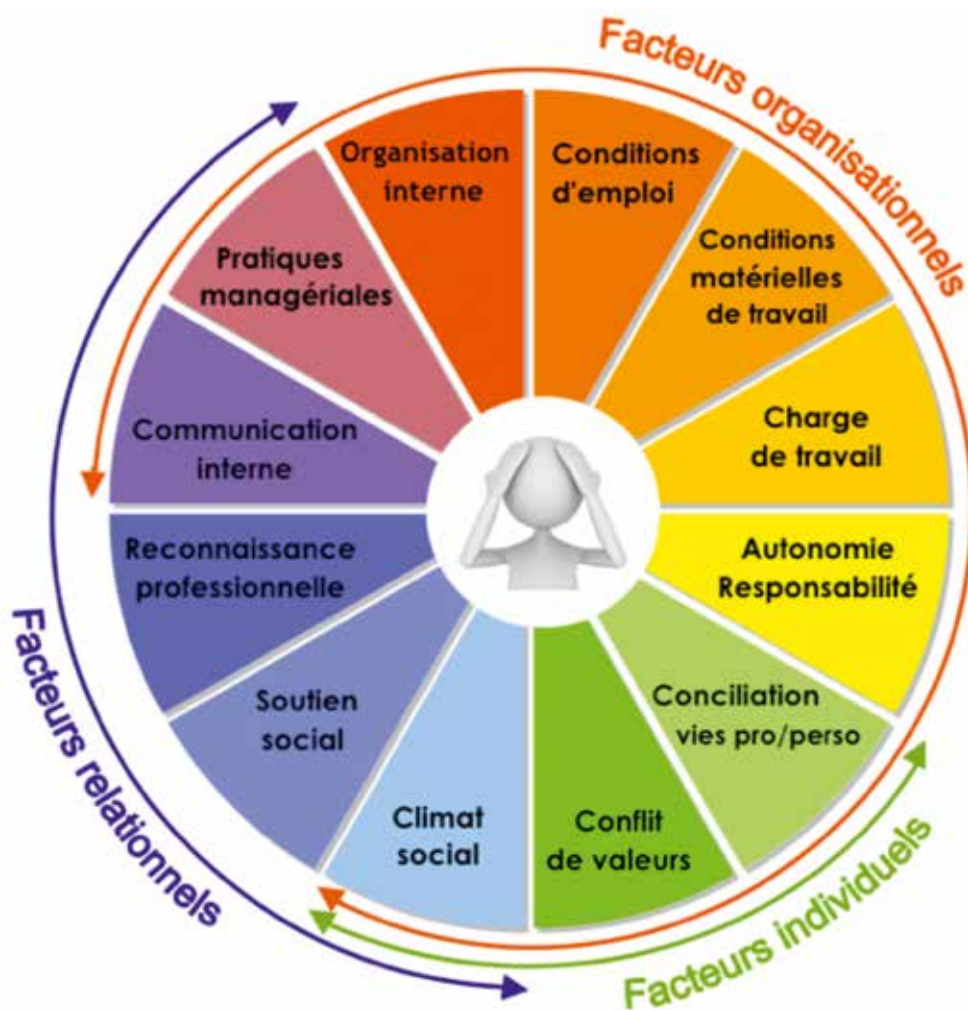 Facteurs organisationnels
Organisation
interne
Conditions
d'emploi
Conditions
matérielles
de travail
Charge
de travail
Autonomie
Responsabilité
Conciliation
vies pro/perso
Conflit
de valeurs
Climat
social
Soutien
social
Reconnaissance
professionnelle
Communication
interne
Pratiques
managériales
Facteurs relationnels
Facteurs individuels